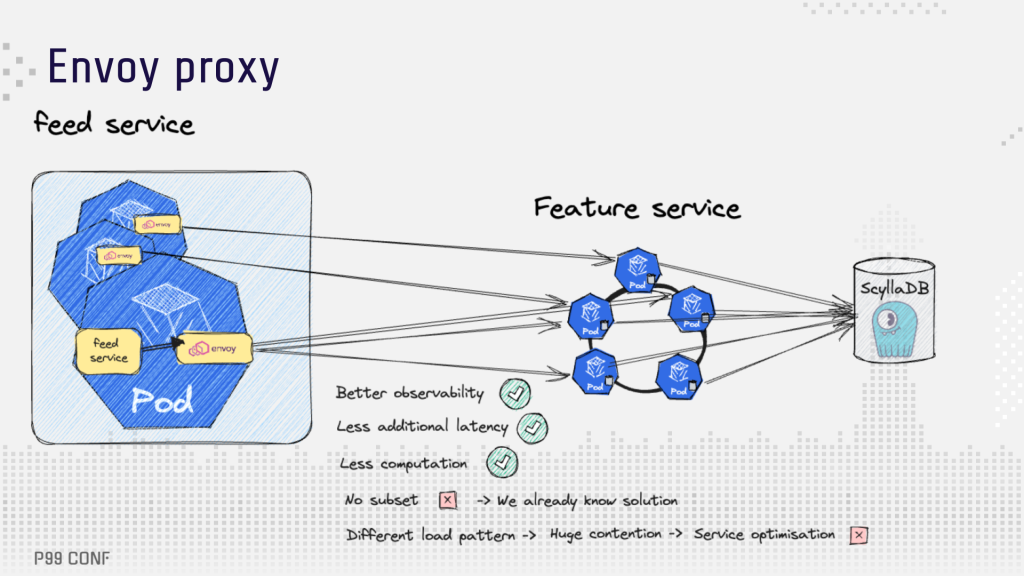 Envoy proxy
feed service
Feature service
envoy
envoy
feed
service
envoy
Pod
Pod
Pod
Pod
Pod
Pod
ScyllaDB
Better observability
Less additional latency
Less computation
No subset -> We already know solution
Different load pattern -> Huge contention -> Service optimisation
P99 CONF